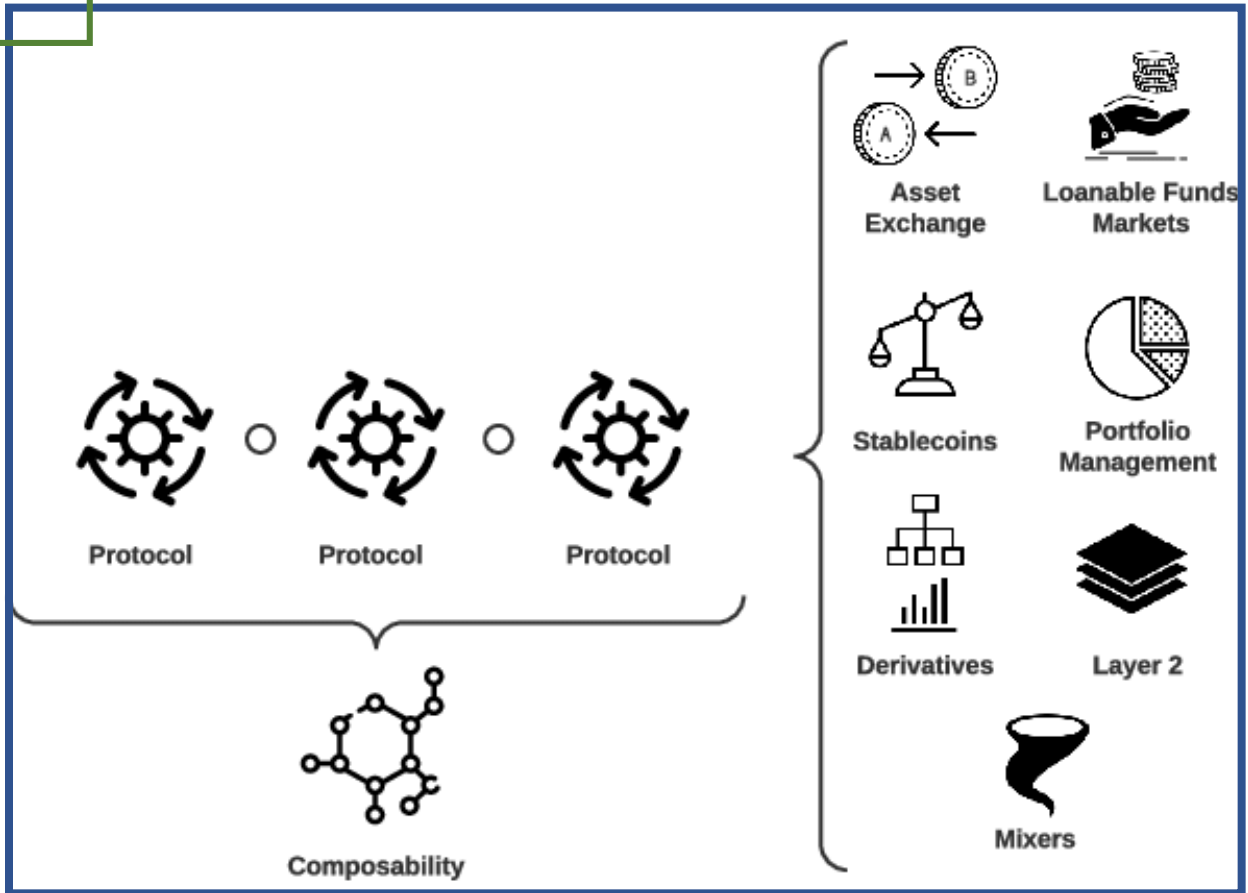 B
A
Asset
Exchange
Loanable Funds
Markets
Stablecoins
Portfolio
Management
Protocol
Protocol
Protocol
Derivatives
Layer 2
Mixers
Composability